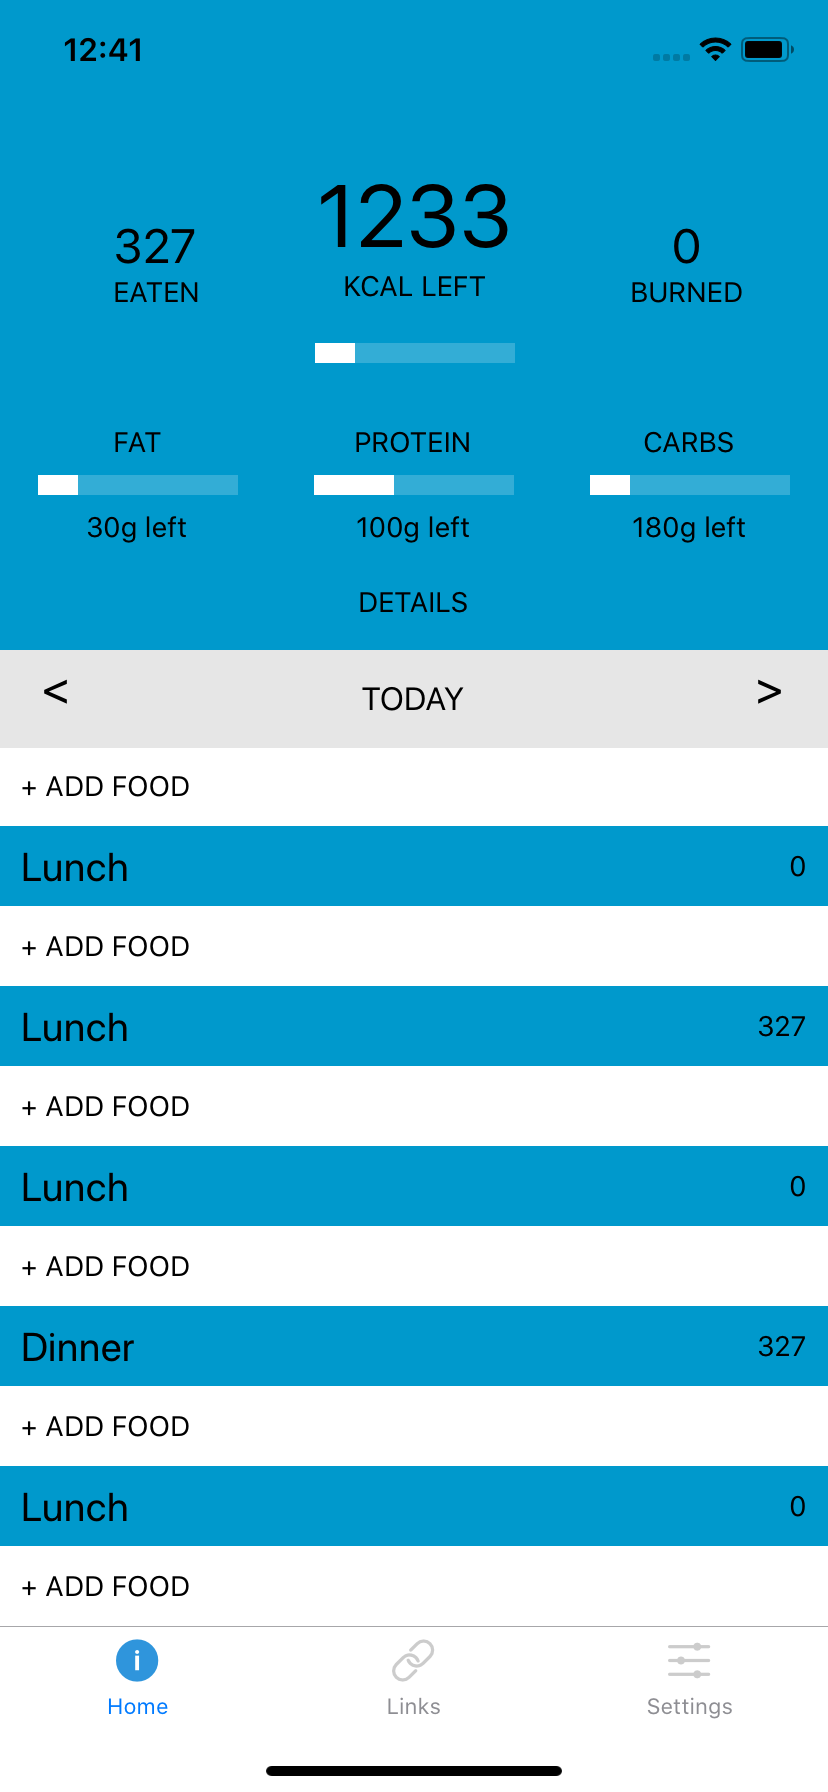 12:41
1233
327
0
KCAL LEFT
EATEN
BURNED
FAT
PROTEIN
CARBS
30g left
100g left
180g left
DETAILS
<
TODAY
>
+ ADD FOOD
Lunch 0
+ ADD FOOD
Lunch 327
+ ADD FOOD
Lunch 0
+ ADD FOOD
Dinner 327
+ ADD FOOD
Lunch 0
+ ADD FOOD
Home
Links
Settings